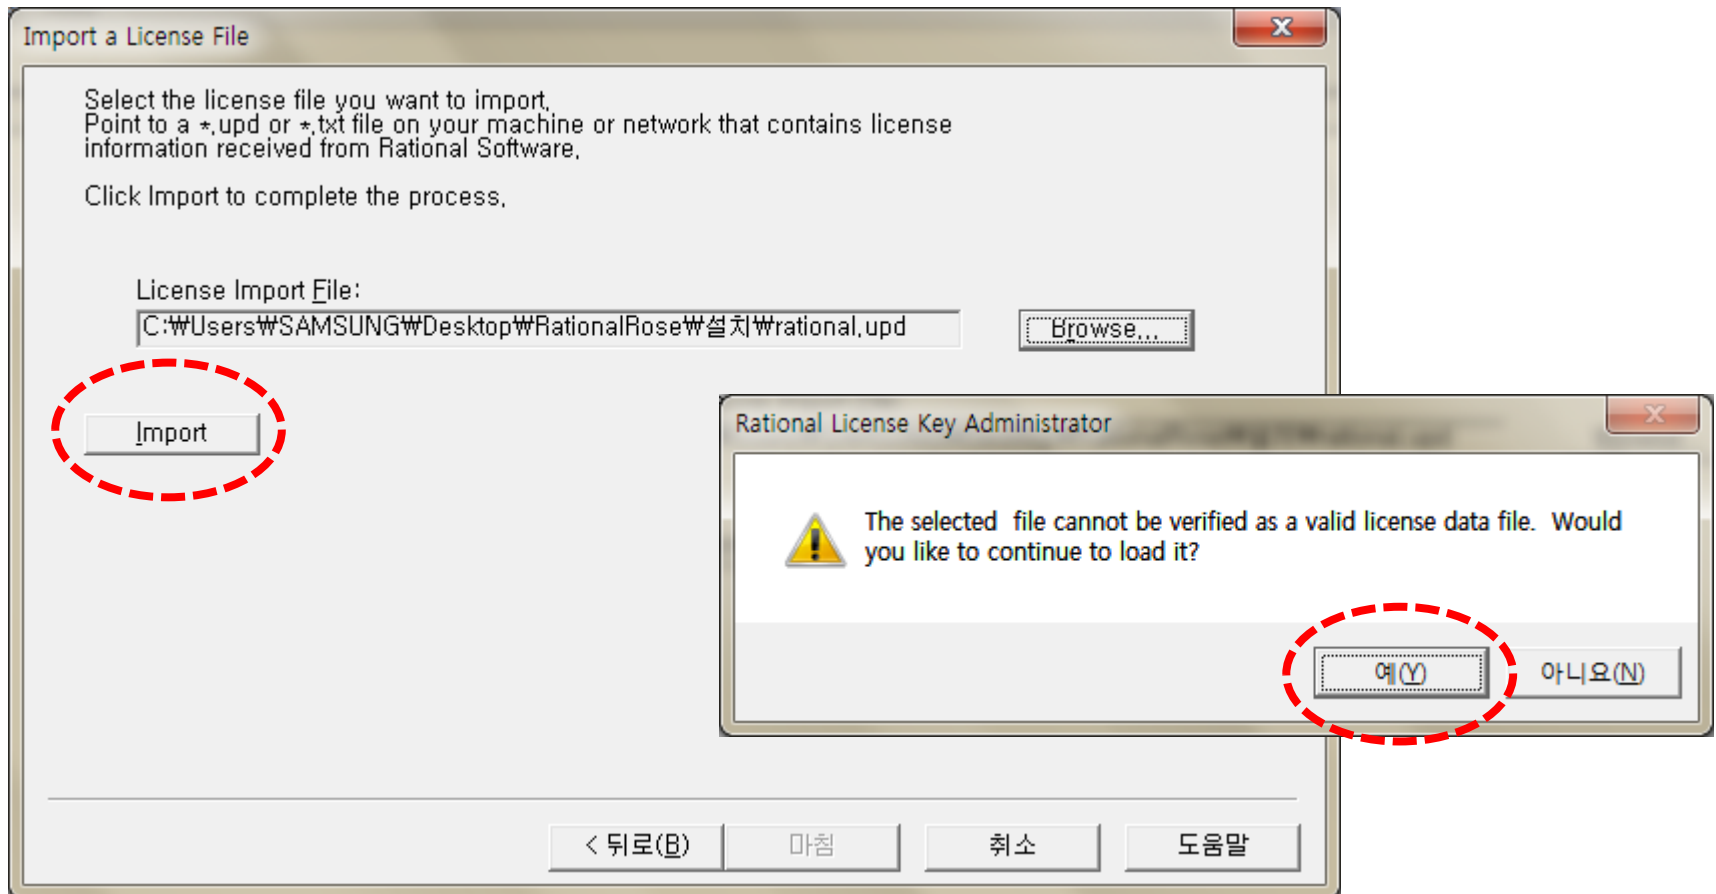 Import a License File
Select the license file you want to import.
Point to a *.upd or *.txt file on your machine or network that contains license
information received from Rational Software.
Click Import to complete the process.
License Import File:
C:₩Users₩SAMSUNG₩Desktop₩RationalRose₩설치₩rational.upd
Browse...
Import
Rational License Key Administrator
The selected file cannot be verified as a valid license data file. Would
you like to continue to load it?
예(Y)
아니요(N)
< 뒤로(B)
마침
취소
도움말